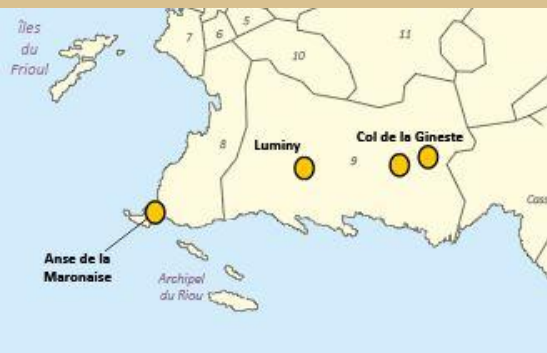 îles
du
Frioul
7
6
5
10
11
8
Luminy
Col de la Gineste
9
Cass
Anse de la
Maronaise
Archipel
du Riou